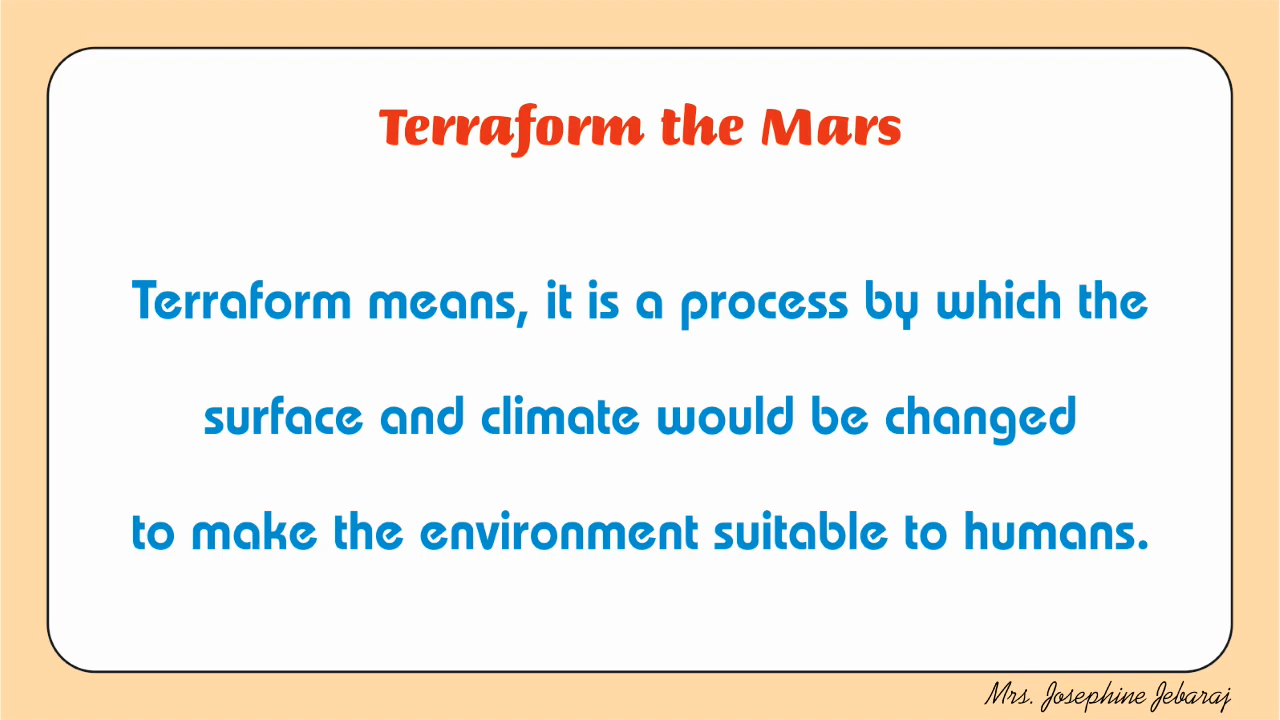 Terraform the Mars
Terraform means, it is a process by which the
surface and climate would be changed
to make the environment suitable to humans.
Mrs. Josephine Jebaraj